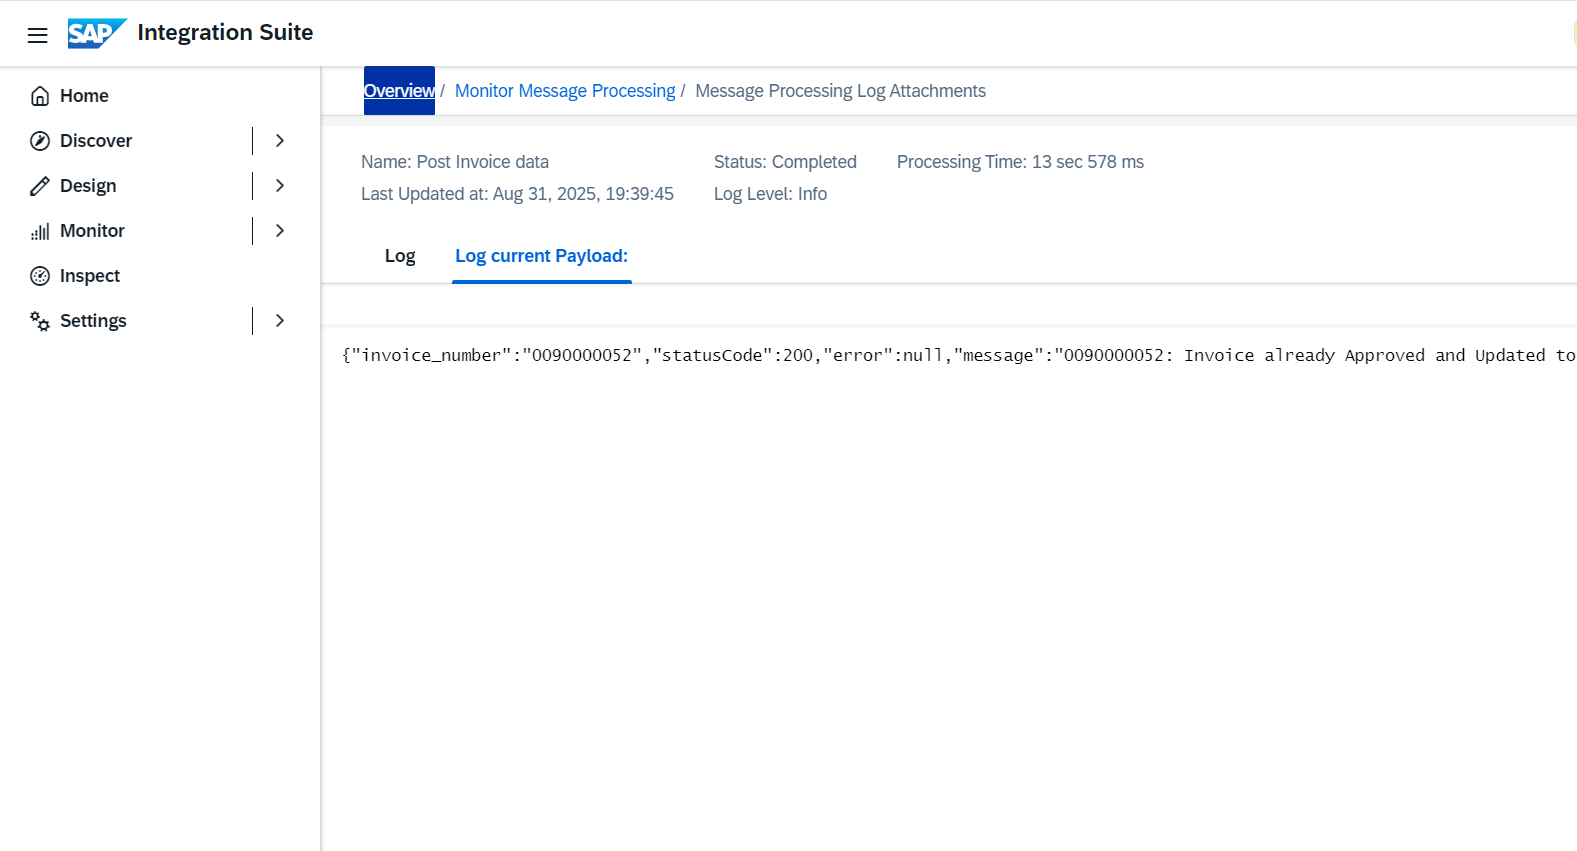 SAP Integration Suite
Home
Discover
Design
Monitor
Inspect
Settings
Overview / Monitor Message Processing / Message Processing Log Attachments
Name: Post Invoice data Status: Completed Processing Time: 13 sec 578 ms
Last Updated at: Aug 31, 2025, 19:39:45 Log Level: Info
Log Log current Payload:
{"invoice_number":"0090000052","statusCode":200,"error":null,"message":"0090000052: Invoice already Approved and Updated to